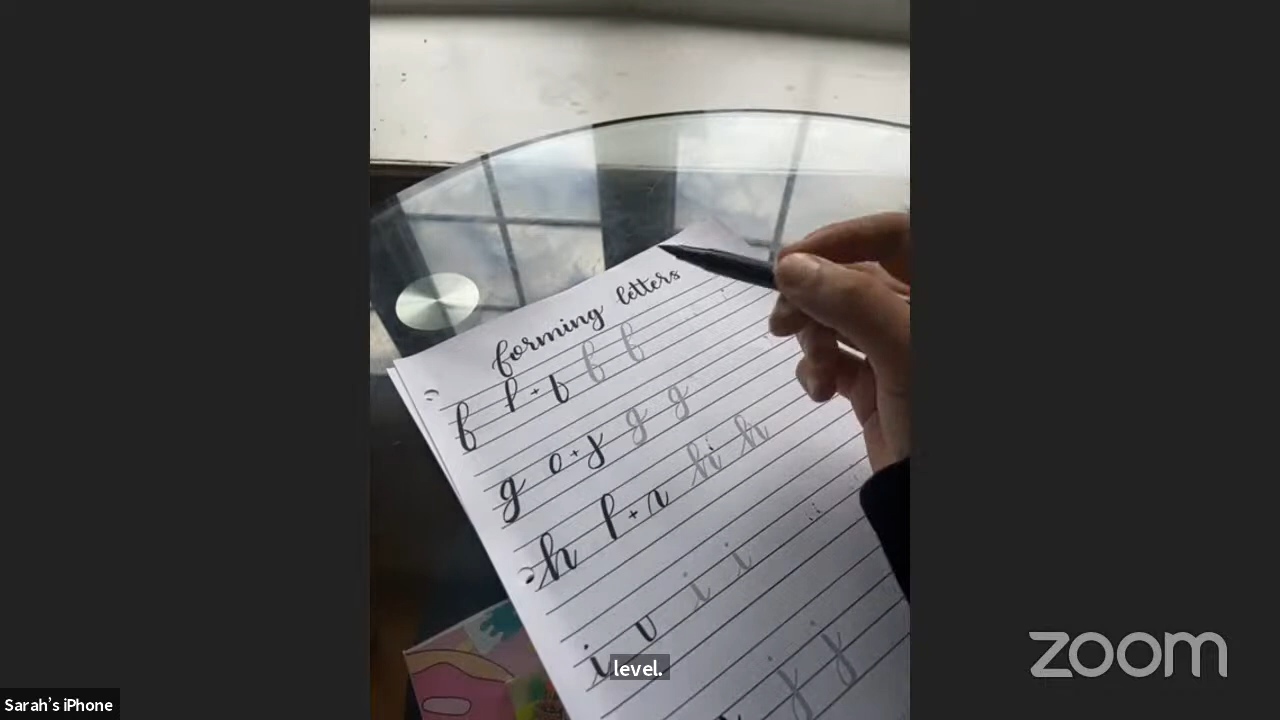 forming letters
f l + f f f
g o + j g g
h l + n h h
i i i i
j j
level.
zoom
Sarah's iPhone